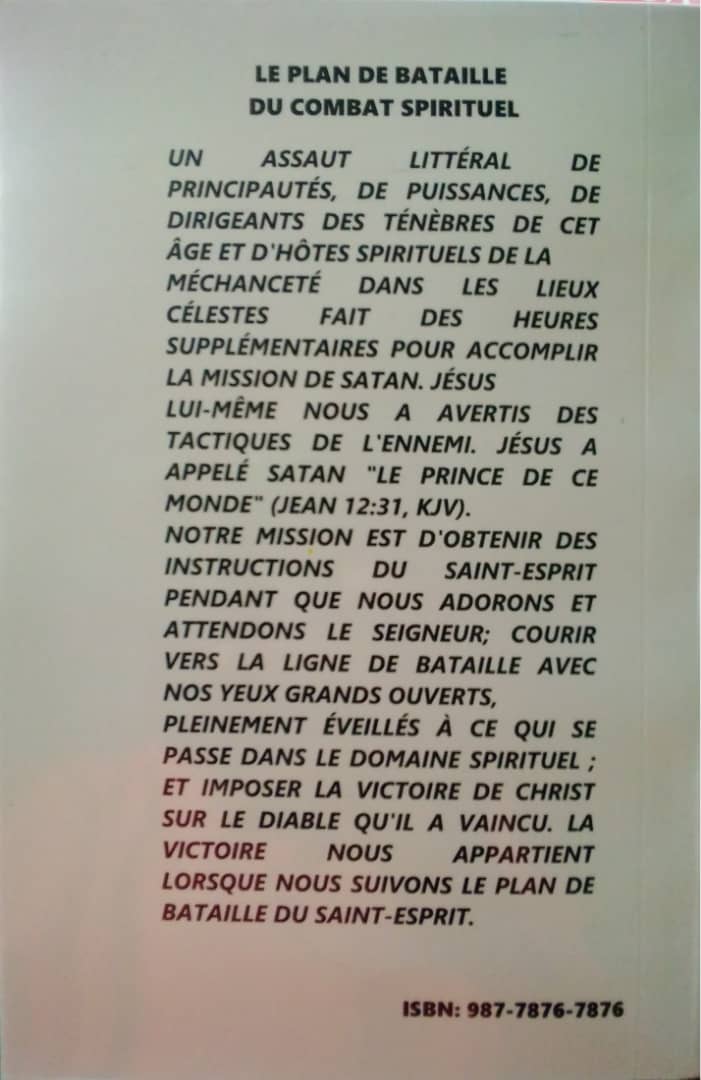 LE PLAN DE BATAILLE
DU COMBAT SPIRITUEL
UN ASSAUT LITTÉRAL DE
PRINCIPAUTÉS, DE PUISSANCES, DE
DIRIGEANTS DES TÉNÈBRES DE CET
ÂGE ET D'HÔTES SPIRITUELS DE LA
MÉCHANCETÉ DANS LES LIEUX
CÉLESTES FAIT DES HEURES
SUPPLÉMENTAIRES POUR ACCOMPLIR
LA MISSION DE SATAN. JÉSUS
LUI-MÊME NOUS A AVERTIS DES
TACTIQUES DE L'ENNEMI. JÉSUS A
APPELÉ SATAN "LE PRINCE DE CE
MONDE" (JEAN 12:31, KJV).
NOTRE MISSION EST D'OBTENIR DES
INSTRUCTIONS DU SAINT-ESPRIT
PENDANT QUE NOUS ADORONS ET
ATTENDONS LE SEIGNEUR; COURIR
VERS LA LIGNE DE BATAILLE AVEC
NOS YEUX GRANDS OUVERTS,
PLEINEMENT ÉVEILLÉS À CE QUI SE
PASSE DANS LE DOMAINE SPIRITUEL ;
ET IMPOSER LA VICTOIRE DE CHRIST
SUR LE DIABLE QU'IL A VAINCU. LA
VICTOIRE NOUS APPARTIENT
LORSQUE NOUS SUIVONS LE PLAN DE
BATAILLE DU SAINT-ESPRIT.
ISBN: 987-7876-7876